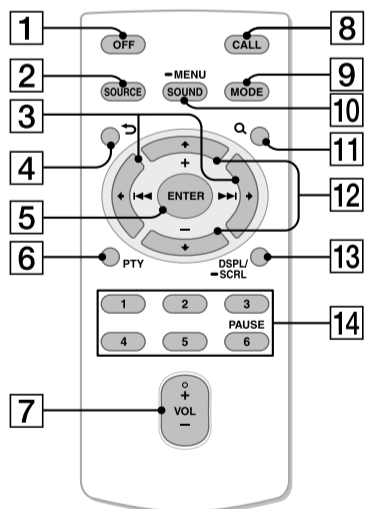 1
OFF
CALL
8
2
SOURCE
MENU
SOUND
MODE
9
10
3
4
11
+
ENTER
12
5
−
6
PTY
DSPL/
SCRL
13
1 2 3
PAUSE
4 5 6
14
7
+
VOL
−